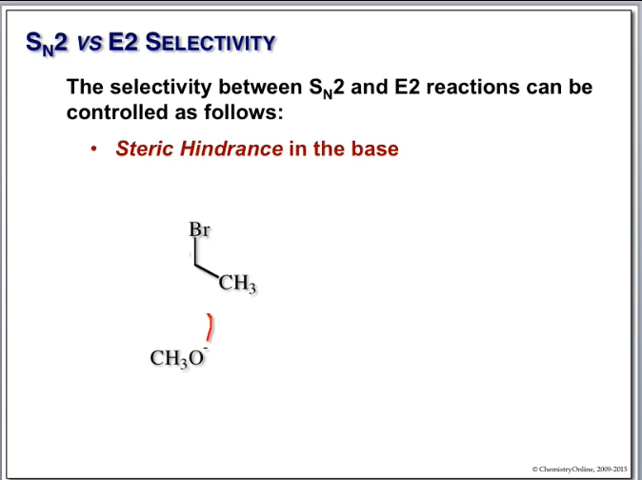 SN2 VS E2 SELECTIVITY
The selectivity between SN2 and E2 reactions can be
controlled as follows:
• Steric Hindrance in the base
Br
CH3
CH3O-
© ChemistryOnline, 2009-2015